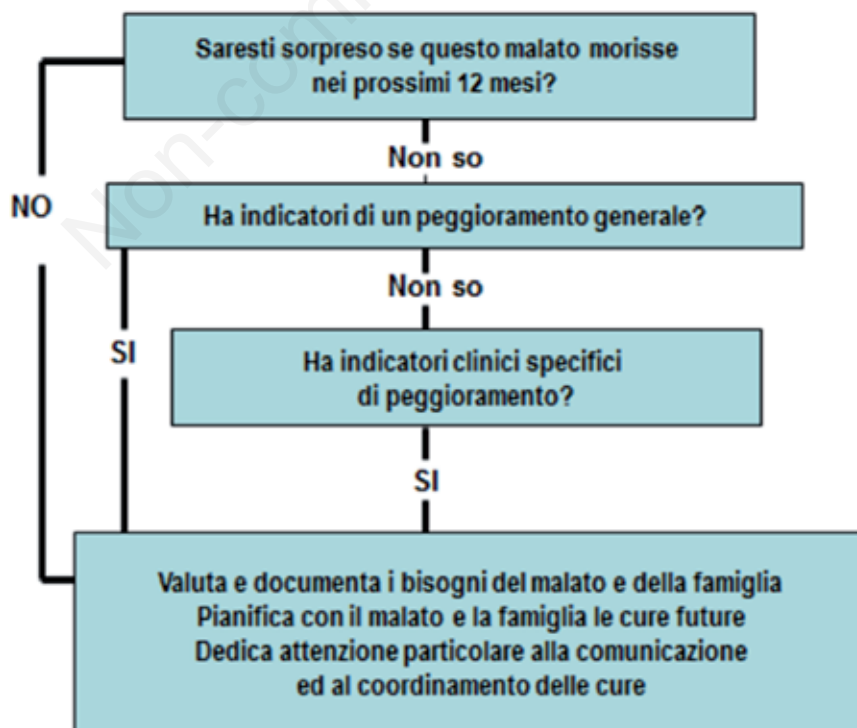 Saresti sorpreso se questo malato morisse
nei prossimi 12 mesi?
Non so
NO
Ha indicatori di un peggioramento generale?
Non so
SI
Ha indicatori clinici specifici
di peggioramento?
SI
Valuta e documenta i bisogni del malato e della famiglia
Pianifica con il malato e la famiglia le cure future
Dedica attenzione particolare alla comunicazione
ed al coordinamento delle cure